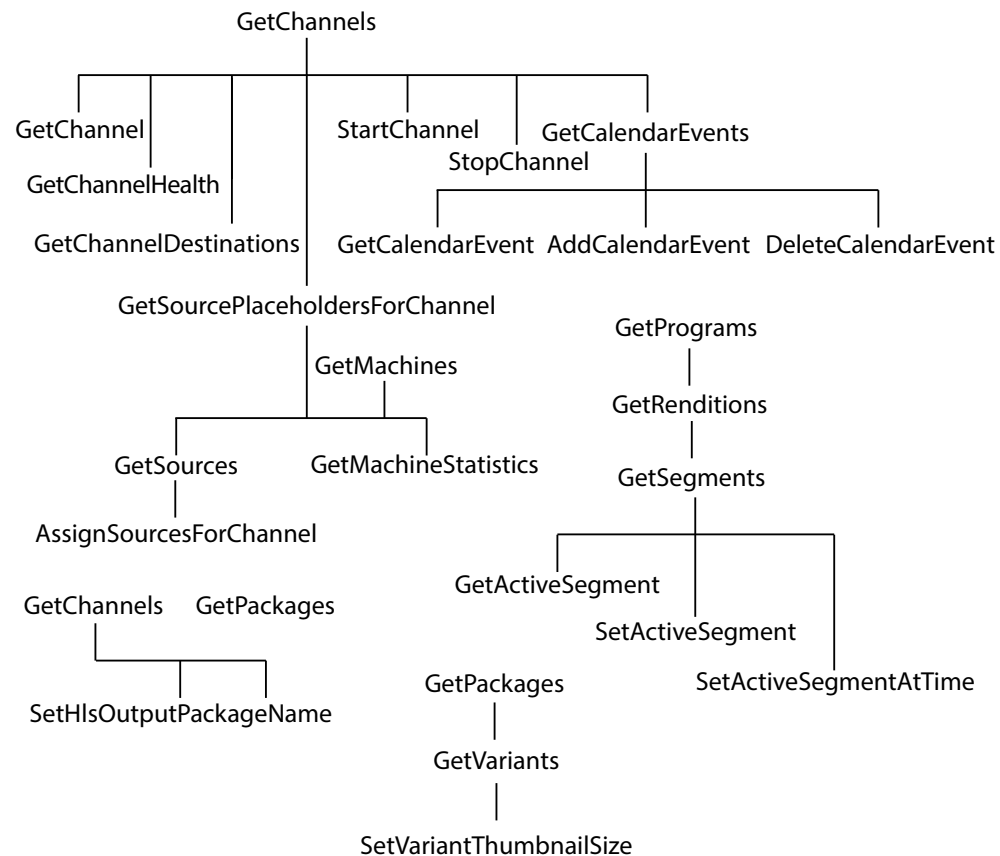 GetChannels
GetChannel
StartChannel
GetCalendarEvents
StopChannel
GetChannelHealth
GetChannelDestinations
GetCalendarEvent
AddCalendarEvent
DeleteCalendarEvent
GetSourcePlaceholdersForChannel
GetPrograms
GetMachines
GetRenditions
GetSources
GetMachineStatistics
GetSegments
AssignSourcesForChannel
GetActiveSegment
GetChannels
GetPackages
SetActiveSegment
GetPackages
SetActiveSegmentAtTime
SetHlsOutputPackageName
GetVariants
SetVariantThumbnailSize